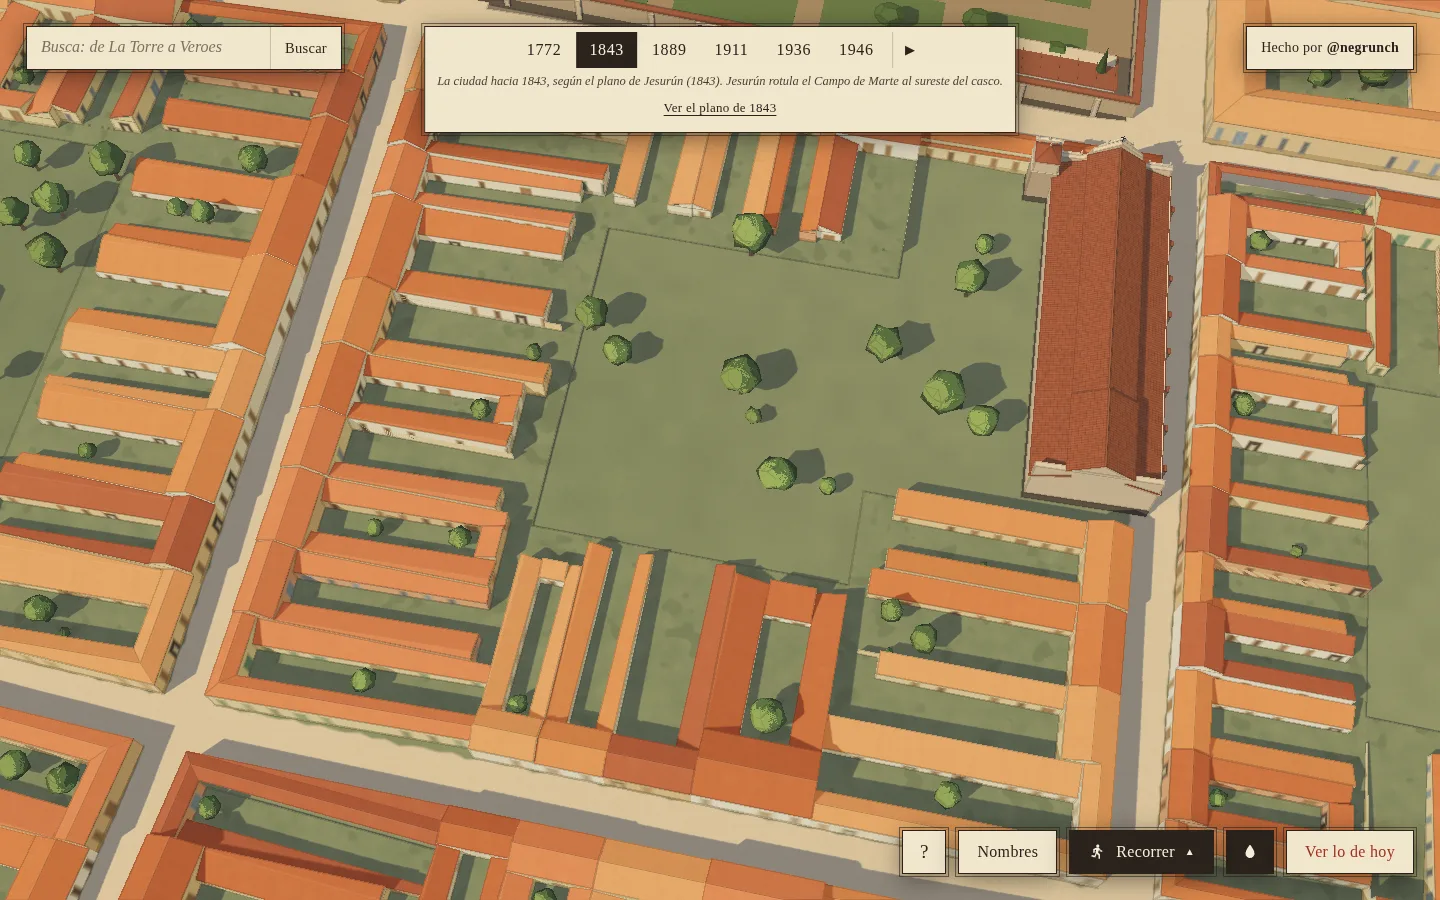 Busca: de La Torre a Veroes
Buscar
1772 1843 1889 1911 1936 1946 ▶
La ciudad hacia 1843, según el plano de Jesurún (1843). Jesurún rotula el Campo de Marte al sureste del casco.
Ver el plano de 1843
Hecho por @negrunch
?
Nombres
Recorrer ▲
Ver lo de hoy